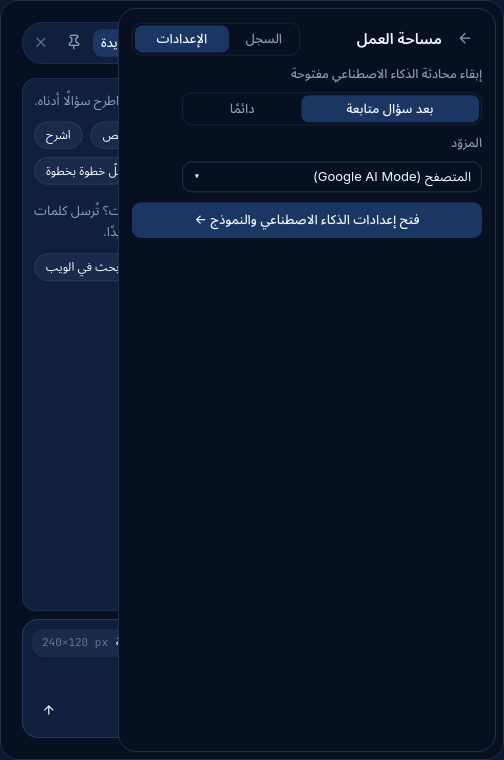 مساحة العمل
السجل
الإعدادات
إبقاء محادثة الذكاء الاصطناعي مفتوحة
بعد سؤال متابعة
دائمًا
المزوّد
المتصفح (Google AI Mode)
فتح إعدادات الذكاء الاصطناعي والنموذج ←
اطرح سؤالًا أدناه.
اشرح
خطوة بخطوة
؟ تُرسل كلمات
بحث في الويب
240×120 px